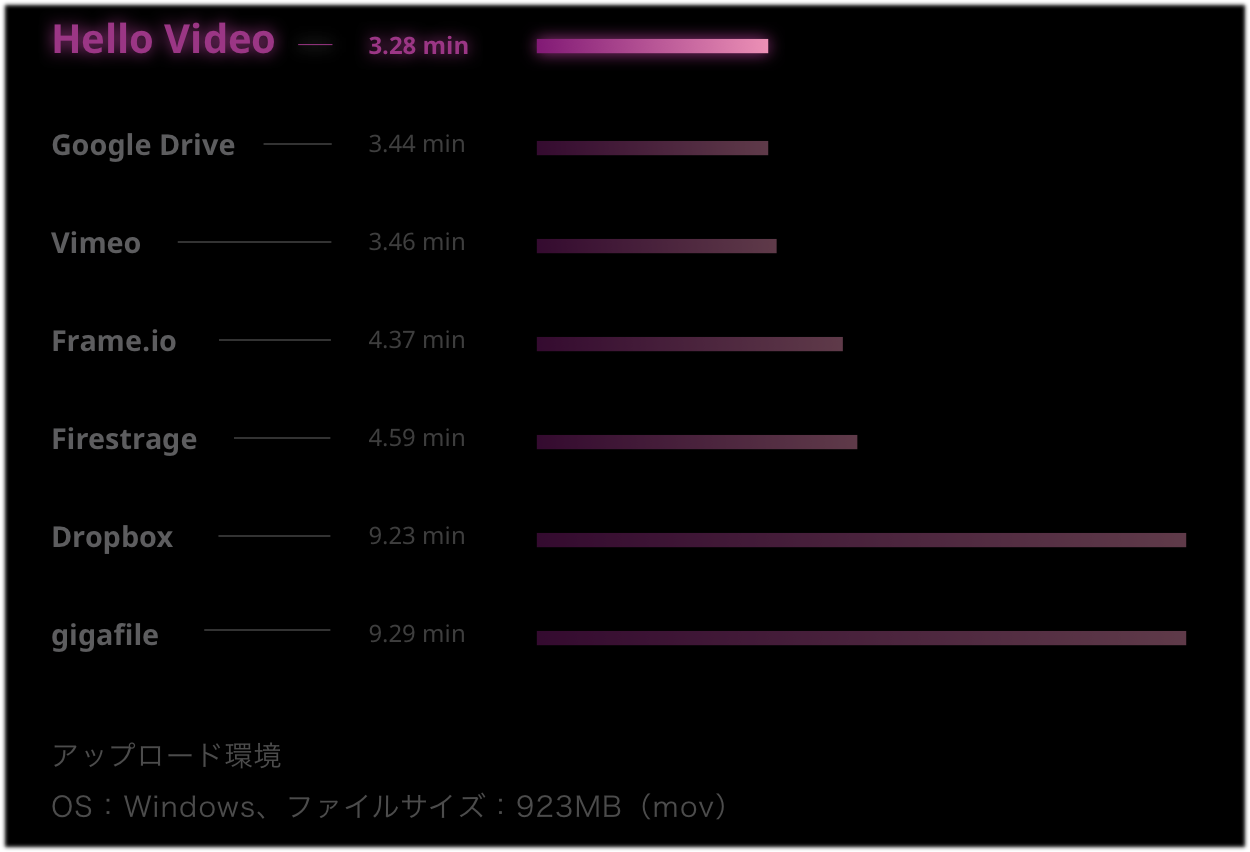 Hello Video 3.28 min
Google Drive 3.44 min
Vimeo 3.46 min
Frame.io 4.37 min
Firestrage 4.59 min
Dropbox 9.23 min
gigafile 9.29 min
アップロード環境
OS：Windows、ファイルサイズ：923MB（mov）